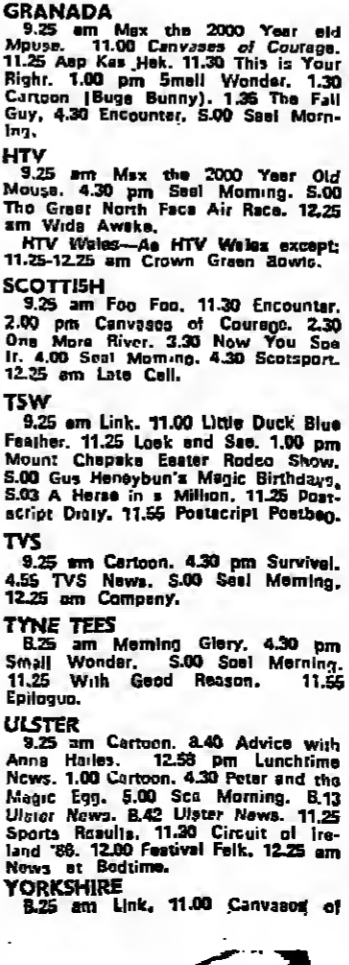 GRANADA
9.25 am Max the 2000 Year old
Mouse. 11.00 Canvases of Courage.
11.25 Aap Kaa Hak. 11.30 This is Your
Right. 1.00 pm Small Wonder. 1.30
Cartoon (Bugs Bunny). 1.35 The Fall
Guy. 4.30 Encounter. 5.00 Seal Morn-
ing.
HTV
9.25 am Max the 2000 Year Old
Mouse. 4.30 pm Seal Morning. 5.00
The Great North Face Air Race. 12.25
am Wide Awake.
HTV Wales—As HTV Wales except:
11.25-12.25 am Crown Green Bowls.
SCOTTISH
9.25 am Foo Foo. 11.30 Encounter.
2.00 pm Canvases of Courage. 2.30
One More River. 3.30 Now You See
It. 4.00 Seal Morning. 4.30 Scotsport.
12.25 am Late Call.
TSW
9.25 am Link. 11.00 Little Duck Blue
Feather. 11.25 Look and See. 1.00 pm
Mount Chepaka Easter Rodeo Show.
5.00 Gus Honeybun's Magic Birthdays.
5.03 A Horse in a Million. 11.25 Post-
script Diary. 11.55 Postscript Postbag.
TVS
9.25 am Cartoon. 4.30 pm Survival.
4.55 TVS News. 5.00 Seal Morning.
12.25 am Company.
TYNE TEES
9.25 am Morning Glory. 4.30 pm
Small Wonder. 5.00 Seal Morning.
11.25 With Good Reason. 11.55
Epilogue.
ULSTER
9.25 am Cartoon. 9.40 Advice with
Anne Hailes. 12.58 pm Lunchtime
News. 1.00 Cartoon. 4.30 Peter and the
Magic Egg. 5.00 Sea Morning. 6.13
Ulster News. 8.42 Ulster News. 11.25
Sports Results. 11.30 Circuit of Ire-
land '86. 12.00 Festival Folk. 12.25 am
News at Bedtime.
YORKSHIRE
9.25 am Link. 11.00 Canvases of